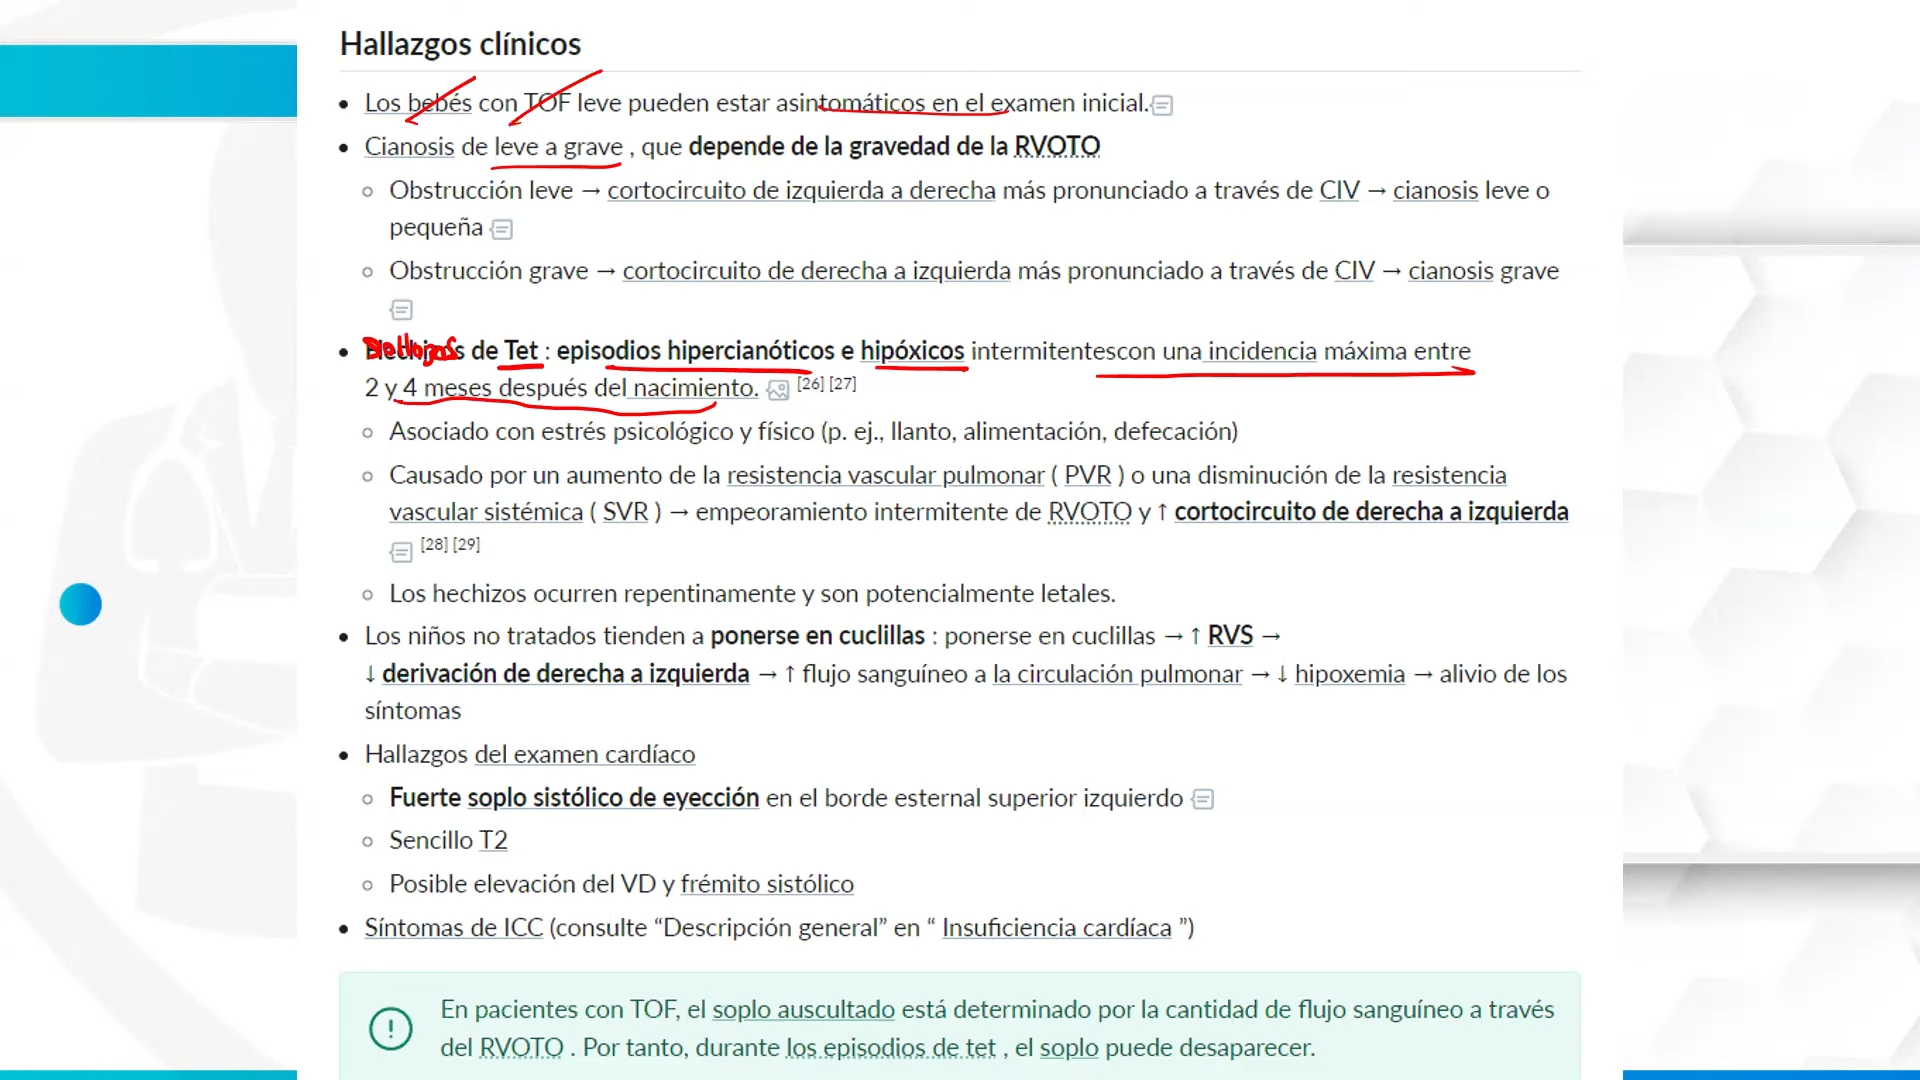 Hallazgos clínicos
Los bebés con TOF leve pueden estar asintomáticos en el examen inicial.
Cianosis de leve a grave , que depende de la gravedad de la RVOTO
Obstrucción leve → cortocircuito de izquierda a derecha más pronunciado a través de CIV → cianosis leve o
pequeña
Obstrucción grave → cortocircuito de derecha a izquierda más pronunciado a través de CIV → cianosis grave
de Tet : episodios hipercianóticos e hipóxicos intermitentescon una incidencia máxima entre
2 y 4 meses después del nacimiento. [26] [27]
Asociado con estrés psicológico y físico (p. ej., llanto, alimentación, defecación)
Causado por un aumento de la resistencia vascular pulmonar ( PVR ) o una disminución de la resistencia
vascular sistémica ( SVR ) → empeoramiento intermitente de RVOTO y ↑ cortocircuito de derecha a izquierda
[28] [29]
Los hechizos ocurren repentinamente y son potencialmente letales.
Los niños no tratados tienden a ponerse en cuclillas : ponerse en cuclillas → ↑ RVS →
↓ derivación de derecha a izquierda → ↑ flujo sanguíneo a la circulación pulmonar → ↓ hipoxemia → alivio de los
síntomas
Hallazgos del examen cardíaco
Fuerte soplo sistólico de eyección en el borde esternal superior izquierdo
Sencillo T2
Posible elevación del VD y frémito sistólico
Síntomas de ICC (consulte “Descripción general” en “ Insuficiencia cardíaca ”)
En pacientes con TOF, el soplo auscultado está determinado por la cantidad de flujo sanguíneo a través
del RVOTO . Por tanto, durante los episodios de tet , el soplo puede desaparecer.